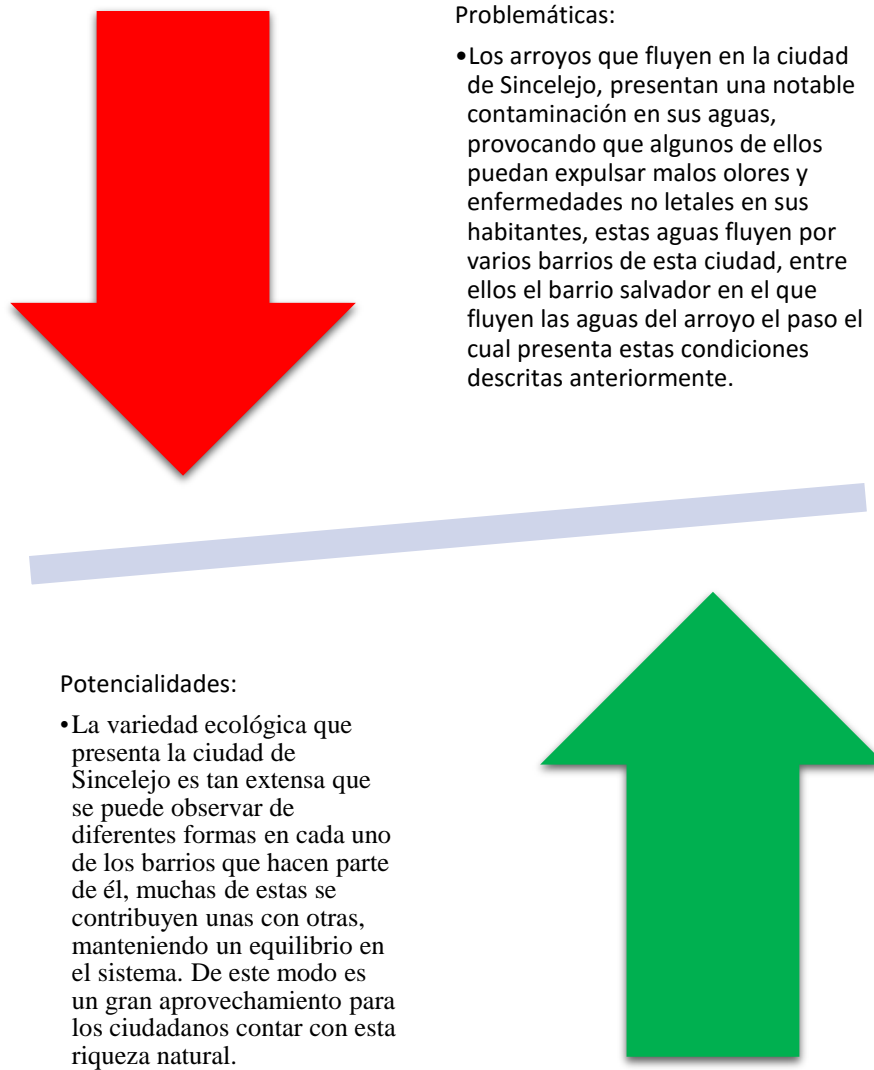 Problemáticas:
•Los arroyos que fluyen en la ciudad
de Sincelejo, presentan una notable
contaminación en sus aguas,
provocando que algunos de ellos
puedan expulsar malos olores y
enfermedades no letales en sus
habitantes, estas aguas fluyen por
varios barrios de esta ciudad, entre
ellos el barrio salvador en el que
fluyen las aguas del arroyo el paso el
cual presenta estas condiciones
descritas anteriormente.
Potencialidades:
•La variedad ecológica que
presenta la ciudad de
Sincelejo es tan extensa que
se puede observar de
diferentes formas en cada uno
de los barrios que hacen parte
de él, muchas de estas se
contribuyen unas con otras,
manteniendo un equilibrio en
el sistema. De este modo es
un gran aprovechamiento para
los ciudadanos contar con esta
riqueza natural.